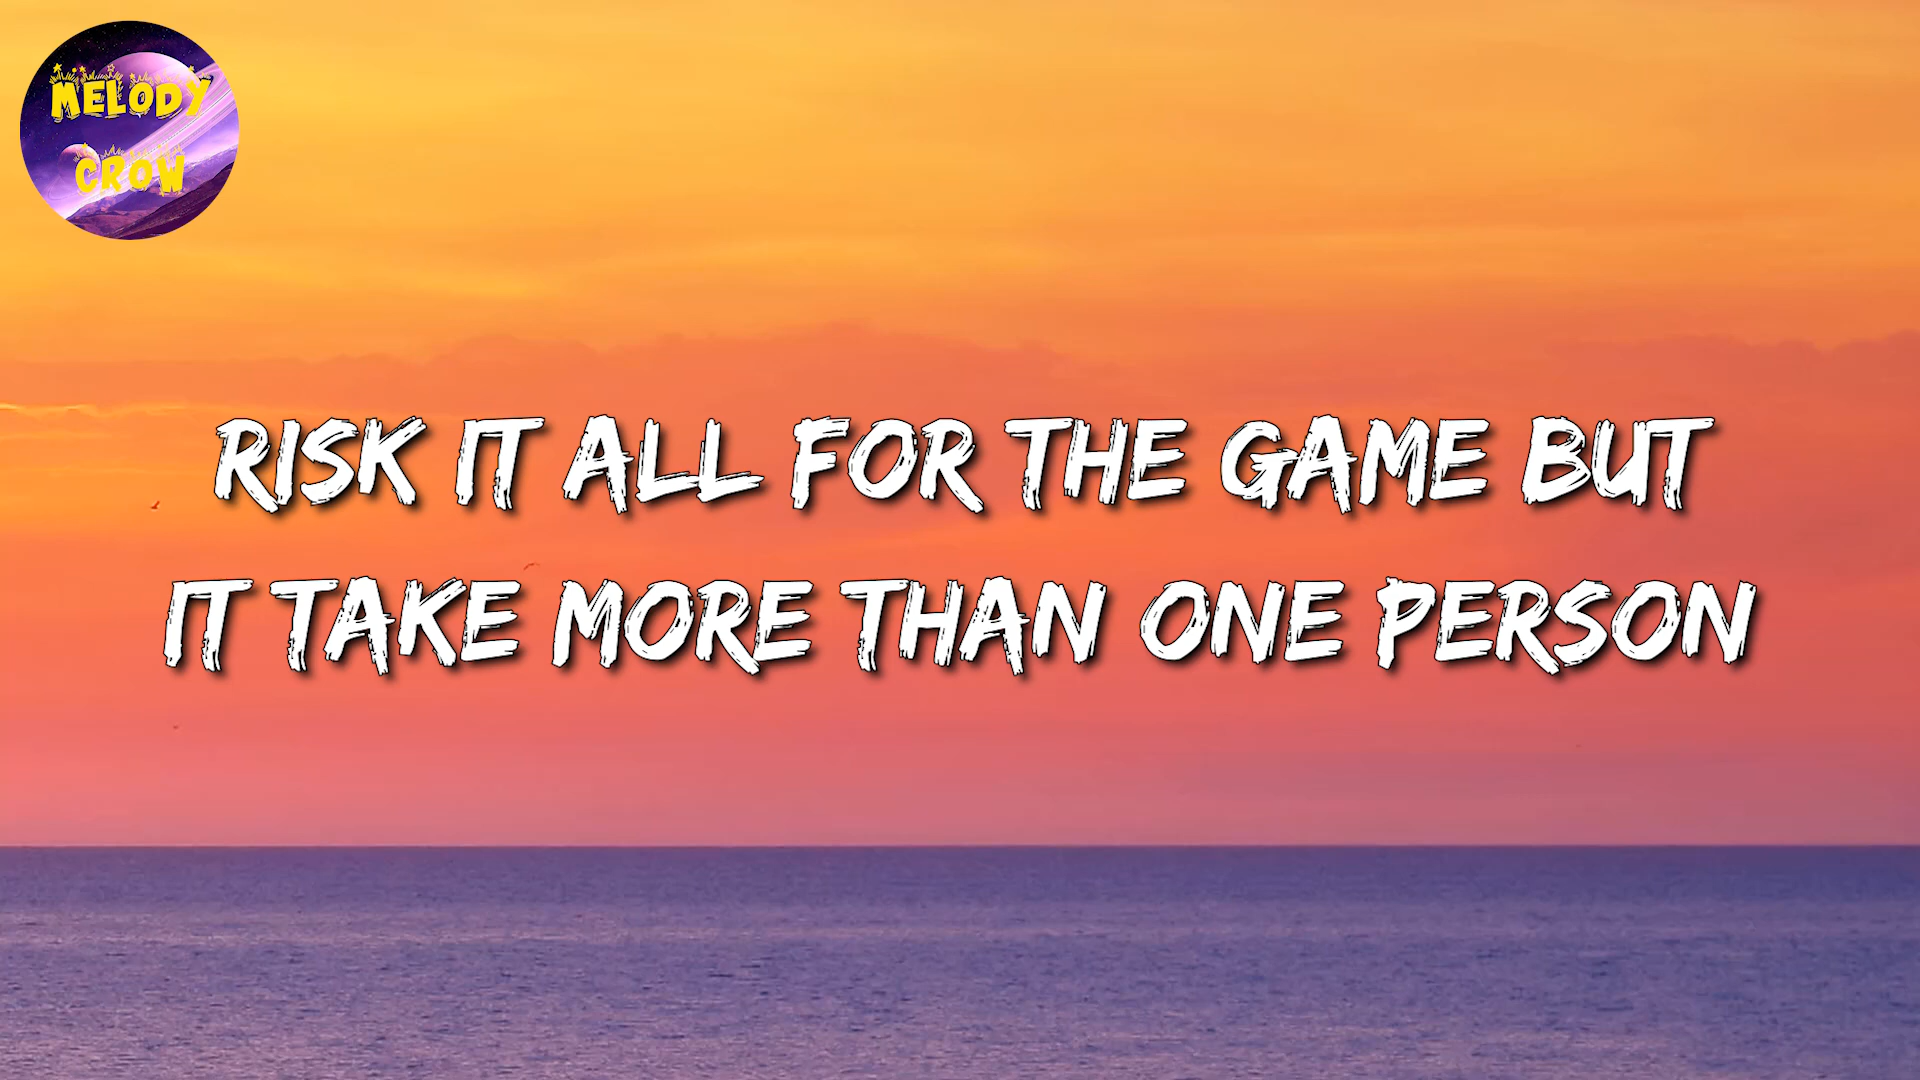 MELODY
CROW
RISK IT ALL FOR THE GAME BUT
IT TAKE MORE THAN ONE PERSON